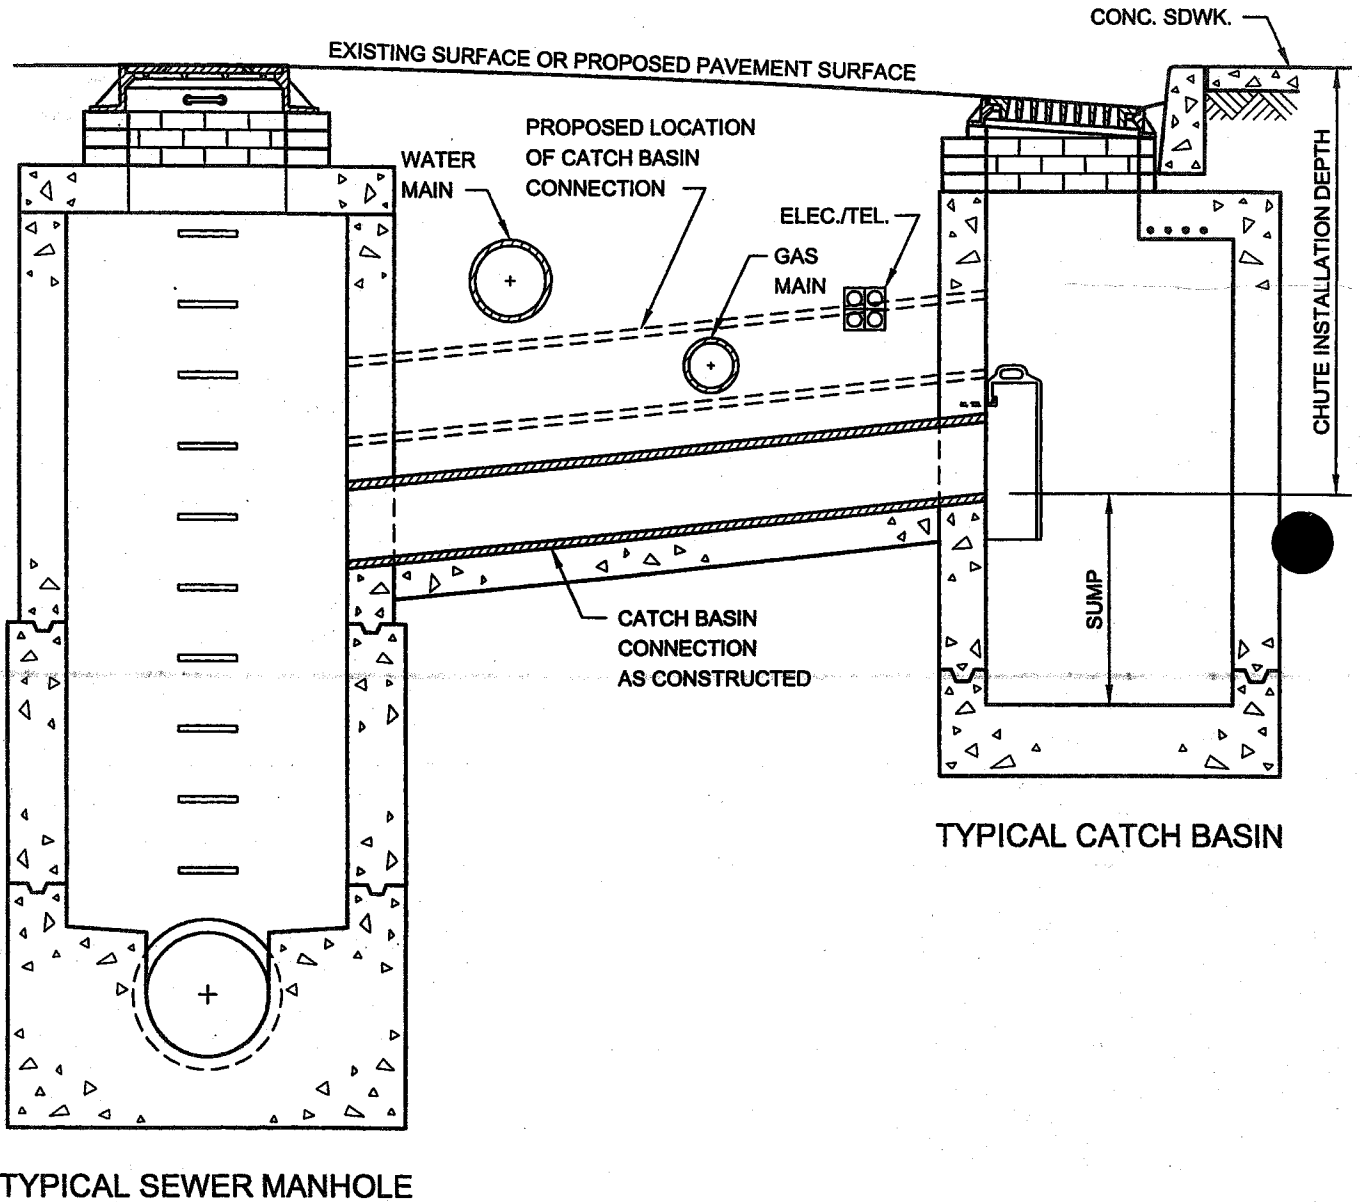 CONC. SDWK.
EXISTING SURFACE OR PROPOSED PAVEMENT SURFACE
PROPOSED LOCATION
OF CATCH BASIN
CONNECTION
WATER
MAIN
ELEC./TEL.
GAS
MAIN
CHUTE INSTALLATION DEPTH
SUMP
CATCH BASIN
CONNECTION
AS CONSTRUCTED
TYPICAL CATCH BASIN
TYPICAL SEWER MANHOLE